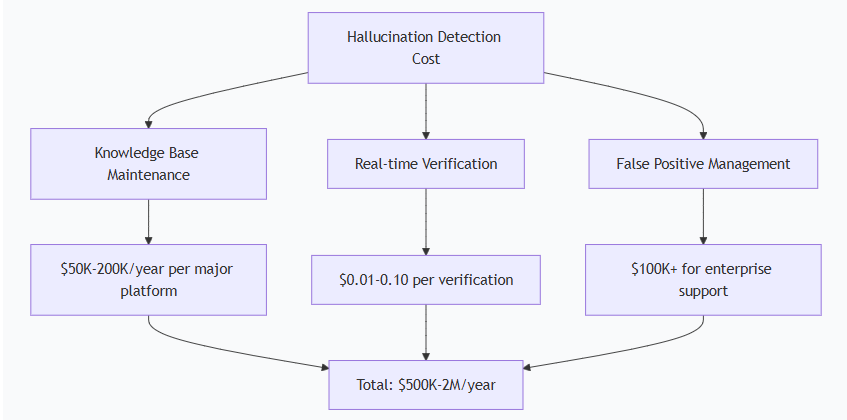 Hallucination Detection
Cost
Knowledge Base
Maintenance
Real-time Verification
False Positive Management
$50K-200K/year per major
platform
$0.01-0.10 per verification
$100K+ for enterprise
support
Total: $500K-2M/year